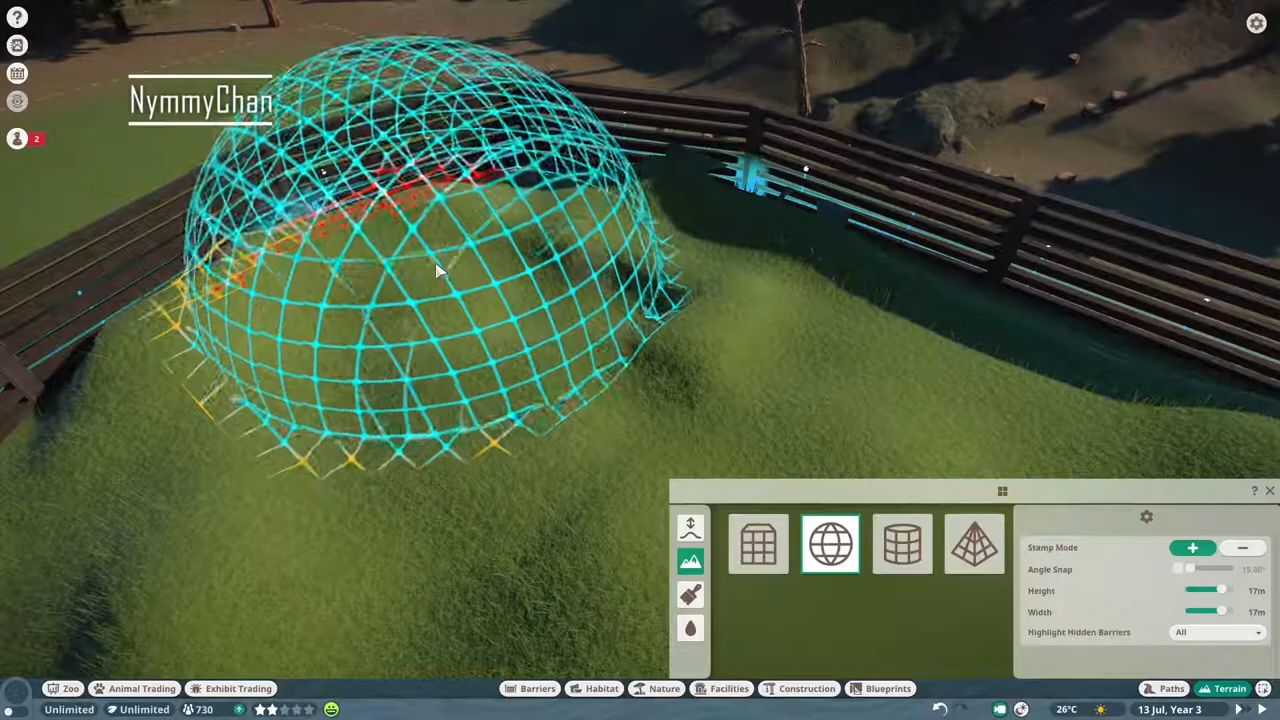 NymmyChan
2
Stamp Mode
Angle Snap 15.00°
Height 17m
Width 17m
Highlight Hidden Barriers All
Zoo Animal Trading Exhibit Trading Barriers Habitat Nature Facilities Construction Blueprints Paths Terrain
Unlimited Unlimited 730 26°C 13 Jul, Year 3